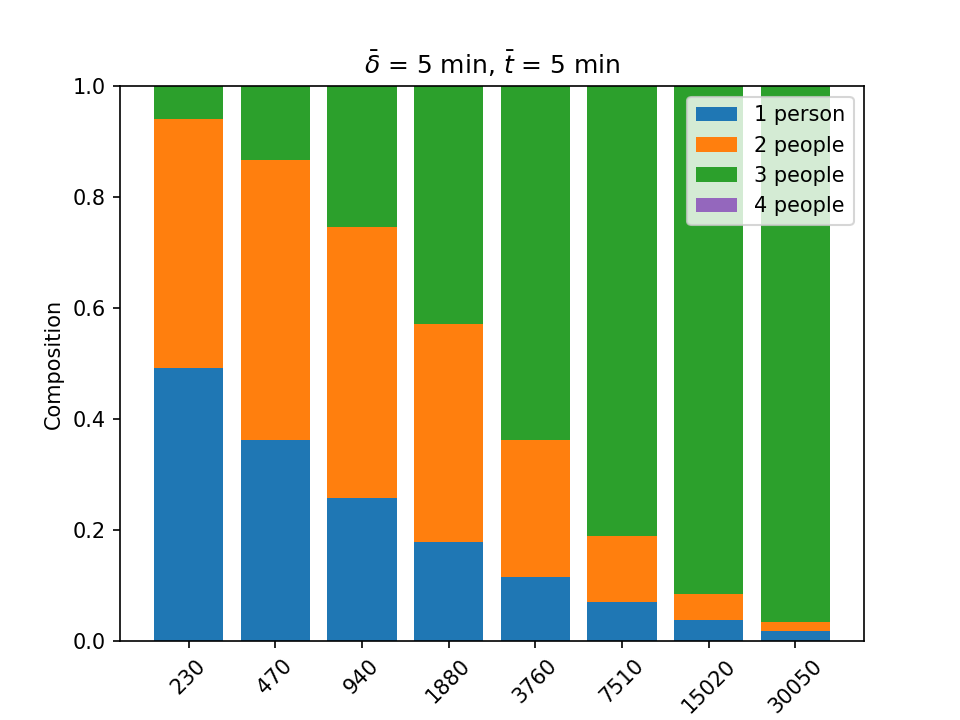 δ̄ = 5 min, t̄ = 5 min
1.0
0.8
0.6
0.4
0.2
0.0
Composition
1 person
2 people
3 people
4 people
230
470
940
1880
3760
7510
15020
30050